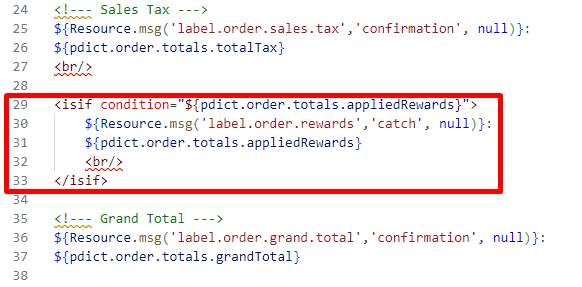 24 <!--- Sales Tax --->
25 ${Resource.msg('label.order.sales.tax','confirmation', null)}:
26 ${pdict.order.totals.totalTax}
27 <br/>
28
29 <isif condition="${pdict.order.totals.appliedRewards}">
30 ${Resource.msg('label.order.rewards','catch', null)}:
31 ${pdict.order.totals.appliedRewards}
32 <br/>
33 </isif>
34
35 <!--- Grand Total --->
36 ${Resource.msg('label.order.grand.total','confirmation', null)}:
37 ${pdict.order.totals.grandTotal}
38